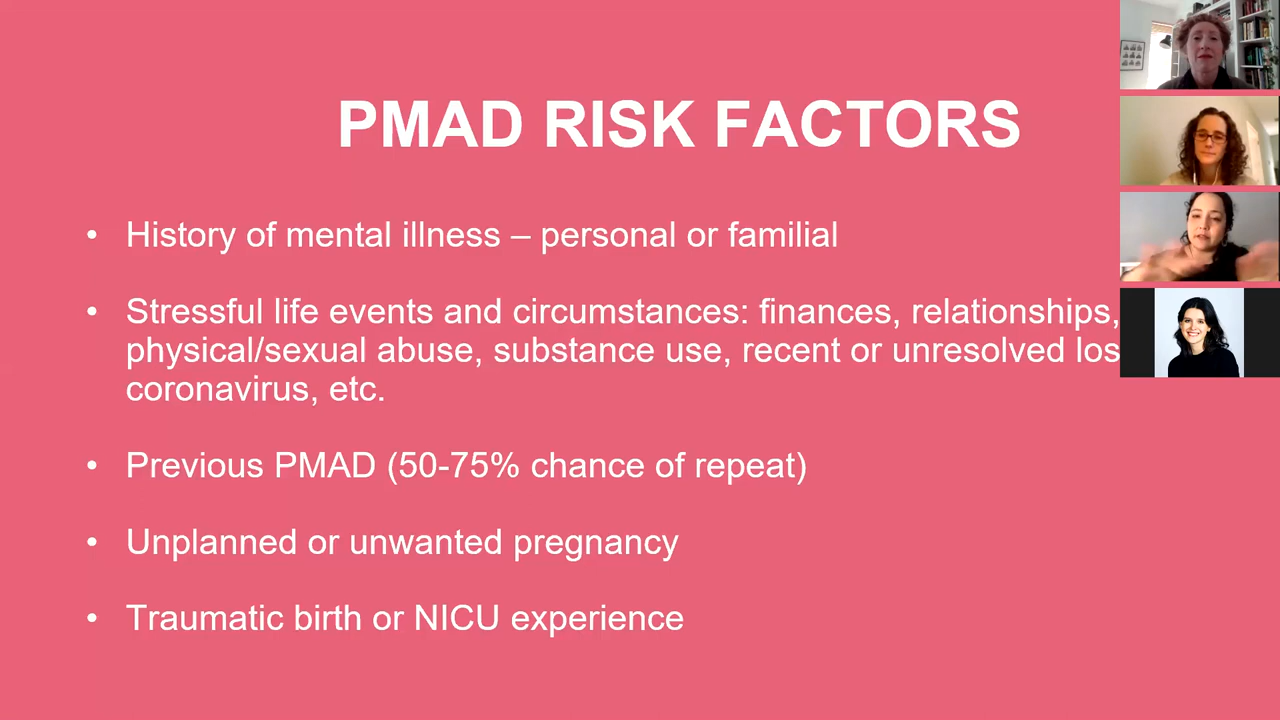 PMAD RISK FACTORS
• History of mental illness – personal or familial
• Stressful life events and circumstances: finances, relationships,
physical/sexual abuse, substance use, recent or unresolved
coronavirus, etc.
• Previous PMAD (50-75% chance of repeat)
• Unplanned or unwanted pregnancy
• Traumatic birth or NICU experience